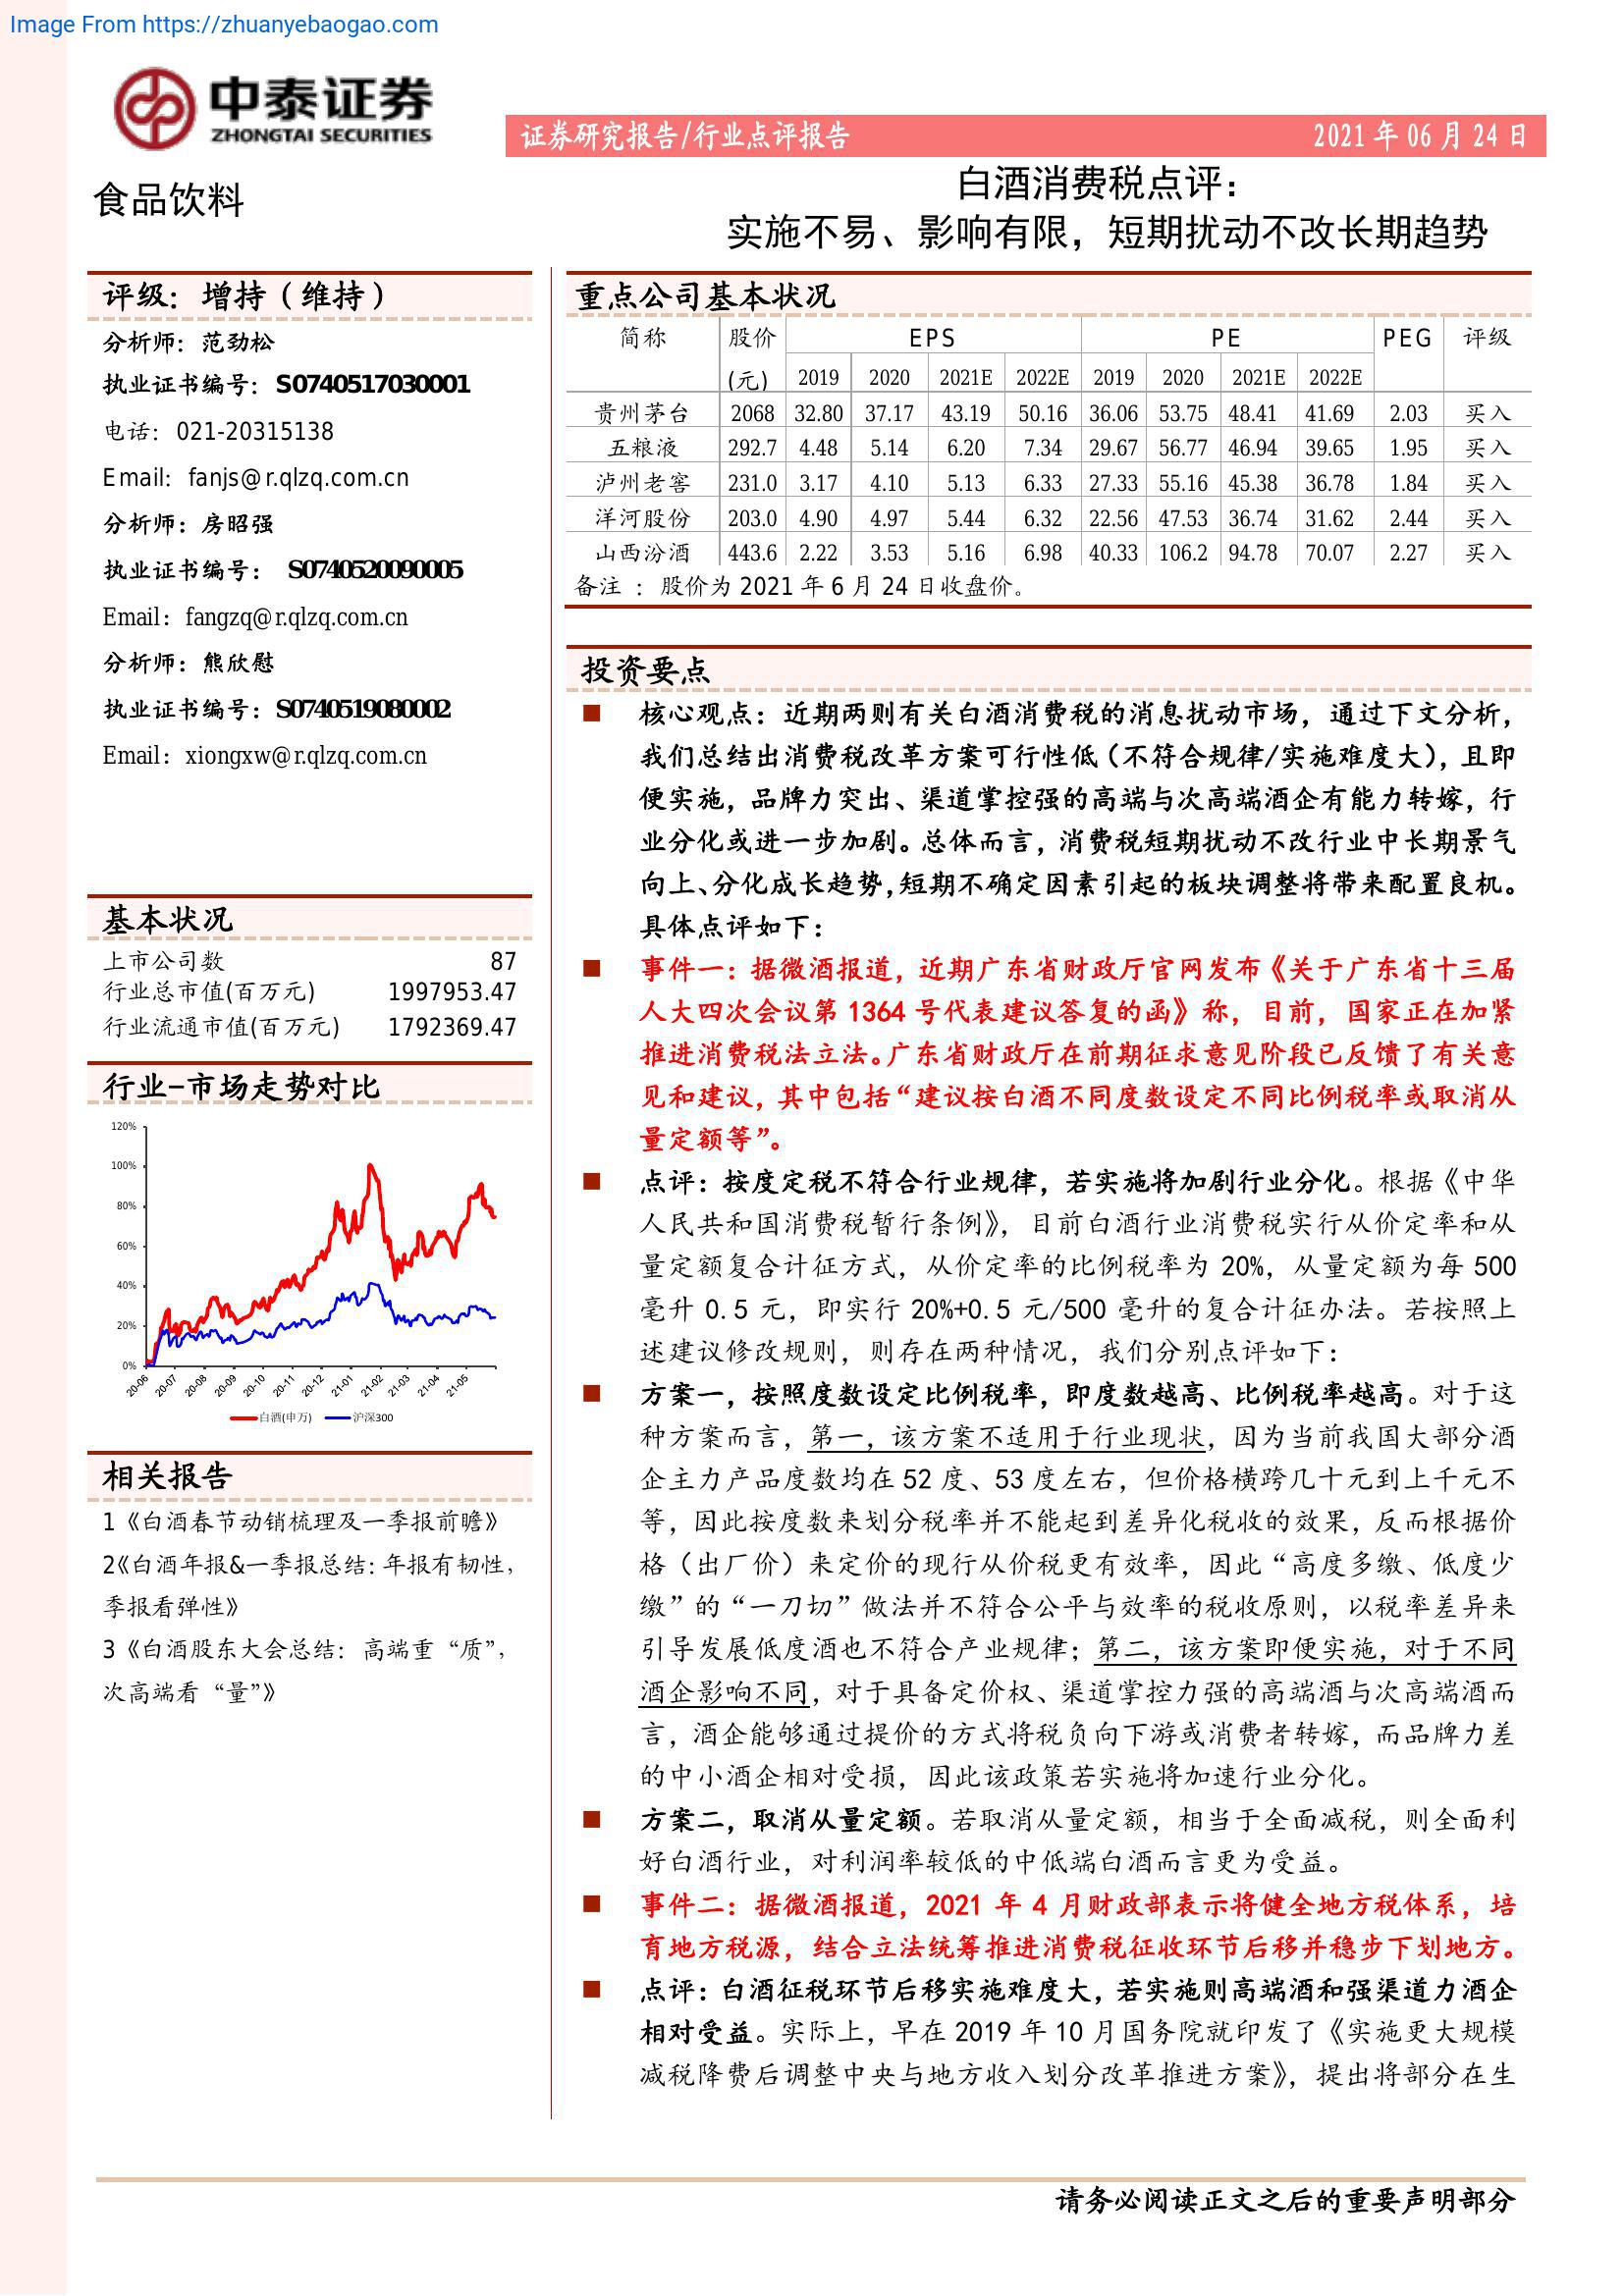 Image From https://zhuanyebaogao.com
中泰证券
ZHONGTAI SECURITIES
证券研究报告/行业点评报告 2021 年 06 月 24 日
食品饮料
白酒消费税点评：
实施不易、影响有限，短期扰动不改长期趋势
评级：增持（维持）
分析师：范劲松
执业证书编号：S0740517030001
电话：021-20315138
Email：fanjs@r.qlzq.com.cn
分析师：房昭强
执业证书编号： S0740520090005
Email：fangzq@r.qlzq.com.cn
分析师：熊欣慰
执业证书编号：S0740519080002
Email：xiongxw@r.qlzq.com.cn
基本状况
上市公司数 87
行业总市值(百万元) 1997953.47
行业流通市值(百万元) 1792369.47
行业-市场走势对比
120%
100%
80%
60%
40%
20%
0%
20-06 20-07 20-08 20-09 20-10 20-11 20-12 21-01 21-02 21-03 21-04 21-05
白酒(申万) 沪深300
相关报告
1《白酒春节动销梳理及一季报前瞻》
2《白酒年报&一季报总结：年报有韧性，
季报看弹性》
3《白酒股东大会总结：高端重“质”，
次高端看“量”》
重点公司基本状况
简称 股价 EPS PE PEG 评级
(元) 2019 2020 2021E 2022E 2019 2020 2021E 2022E
贵州茅台 2068 32.80 37.17 43.19 50.16 36.06 53.75 48.41 41.69 2.03 买入
五粮液 292.7 4.48 5.14 6.20 7.34 29.67 56.77 46.94 39.65 1.95 买入
泸州老窖 231.0 3.17 4.10 5.13 6.33 27.33 55.16 45.38 36.78 1.84 买入
洋河股份 203.0 4.90 4.97 5.44 6.32 22.56 47.53 36.74 31.62 2.44 买入
山西汾酒 443.6 2.22 3.53 5.16 6.98 40.33 106.2 94.78 70.07 2.27 买入
备注 ：股价为 2021 年 6 月 24 日收盘价。
投资要点
■ 核心观点：近期两则有关白酒消费税的消息扰动市场，通过下文分析，
我们总结出消费税改革方案可行性低（不符合规律/实施难度大），且即
便实施，品牌力突出、渠道掌控强的高端与次高端酒企有能力转嫁，行
业分化或进一步加剧。总体而言，消费税短期扰动不改行业中长期景气
向上、分化成长趋势，短期不确定因素引起的板块调整将带来配置良机。
具体点评如下：
■ 事件一：据微酒报道，近期广东省财政厅官网发布《关于广东省十三届
人大四次会议第 1364 号代表建议答复的函》称，目前，国家正在加紧
推进消费税法立法。广东省财政厅在前期征求意见阶段已反馈了有关意
见和建议，其中包括“建议按白酒不同度数设定不同比例税率或取消从
量定额等”。
■ 点评：按度定税不符合行业规律，若实施将加剧行业分化。根据《中华
人民共和国消费税暂行条例》，目前白酒行业消费税实行从价定率和从
量定额复合计征方式，从价定率的比例税率为 20%，从量定额为每 500
毫升 0.5 元，即实行 20%+0.5 元/500 毫升的复合计征办法。若按照上
述建议修改规则，则存在两种情况，我们分别点评如下：
■ 方案一，按照度数设定比例税率，即度数越高、比例税率越高。对于这
种方案而言，第一，该方案不适用于行业现状，因为当前我国大部分酒
企主力产品度数均在 52 度、53 度左右，但价格横跨几十元到上千元不
等，因此按度数来划分税率并不能起到差异化税收的效果，反而根据价
格（出厂价）来定价的现行从价税更有效率，因此“高度多缴、低度少
缴”的“一刀切”做法并不符合公平与效率的税收原则，以税率差异来
引导发展低度酒也不符合产业规律；第二，该方案即便实施，对于不同
酒企影响不同，对于具备定价权、渠道掌控力强的高端酒与次高端酒而
言，酒企能够通过提价的方式将税负向下游或消费者转嫁，而品牌力差
的中小酒企相对受损，因此该政策若实施将加速行业分化。
■ 方案二，取消从量定额。若取消从量定额，相当于全面减税，则全面利
好白酒行业，对利润率较低的中低端白酒而言更为受益。
■ 事件二：据微酒报道，2021 年 4 月财政部表示将健全地方税体系，培
育地方税源，结合立法统筹推进消费税征收环节后移并稳步下划地方。
■ 点评：白酒征税环节后移实施难度大，若实施则高端酒和强渠道力酒企
相对受益。实际上，早在 2019 年 10 月国务院就印发了《实施更大规模
减税降费后调整中央与地方收入划分改革推进方案》，提出将部分在生
请务必阅读正文之后的重要声明部分